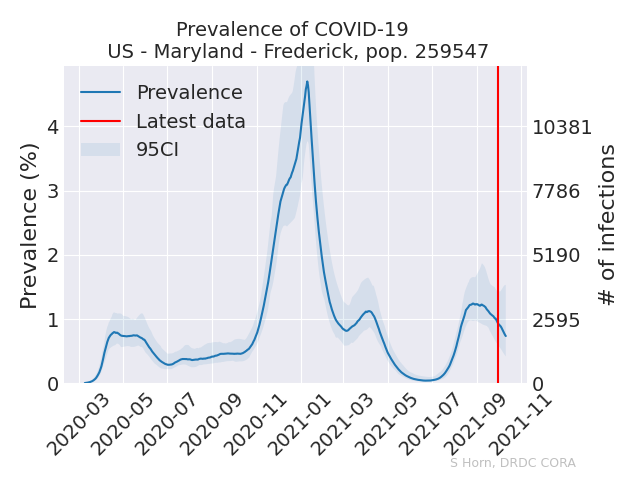 Prevalence of COVID-19
US - Maryland - Frederick, pop. 259547
Prevalence
Latest data
95CI
Prevalence (%)
4
3
2
1
0
# of infections
10381
7786
5190
2595
0
2020-03
2020-05
2020-07
2020-09
2020-11
2021-01
2021-03
2021-05
2021-07
2021-09
2021-11
S Horn, DRDC CORA